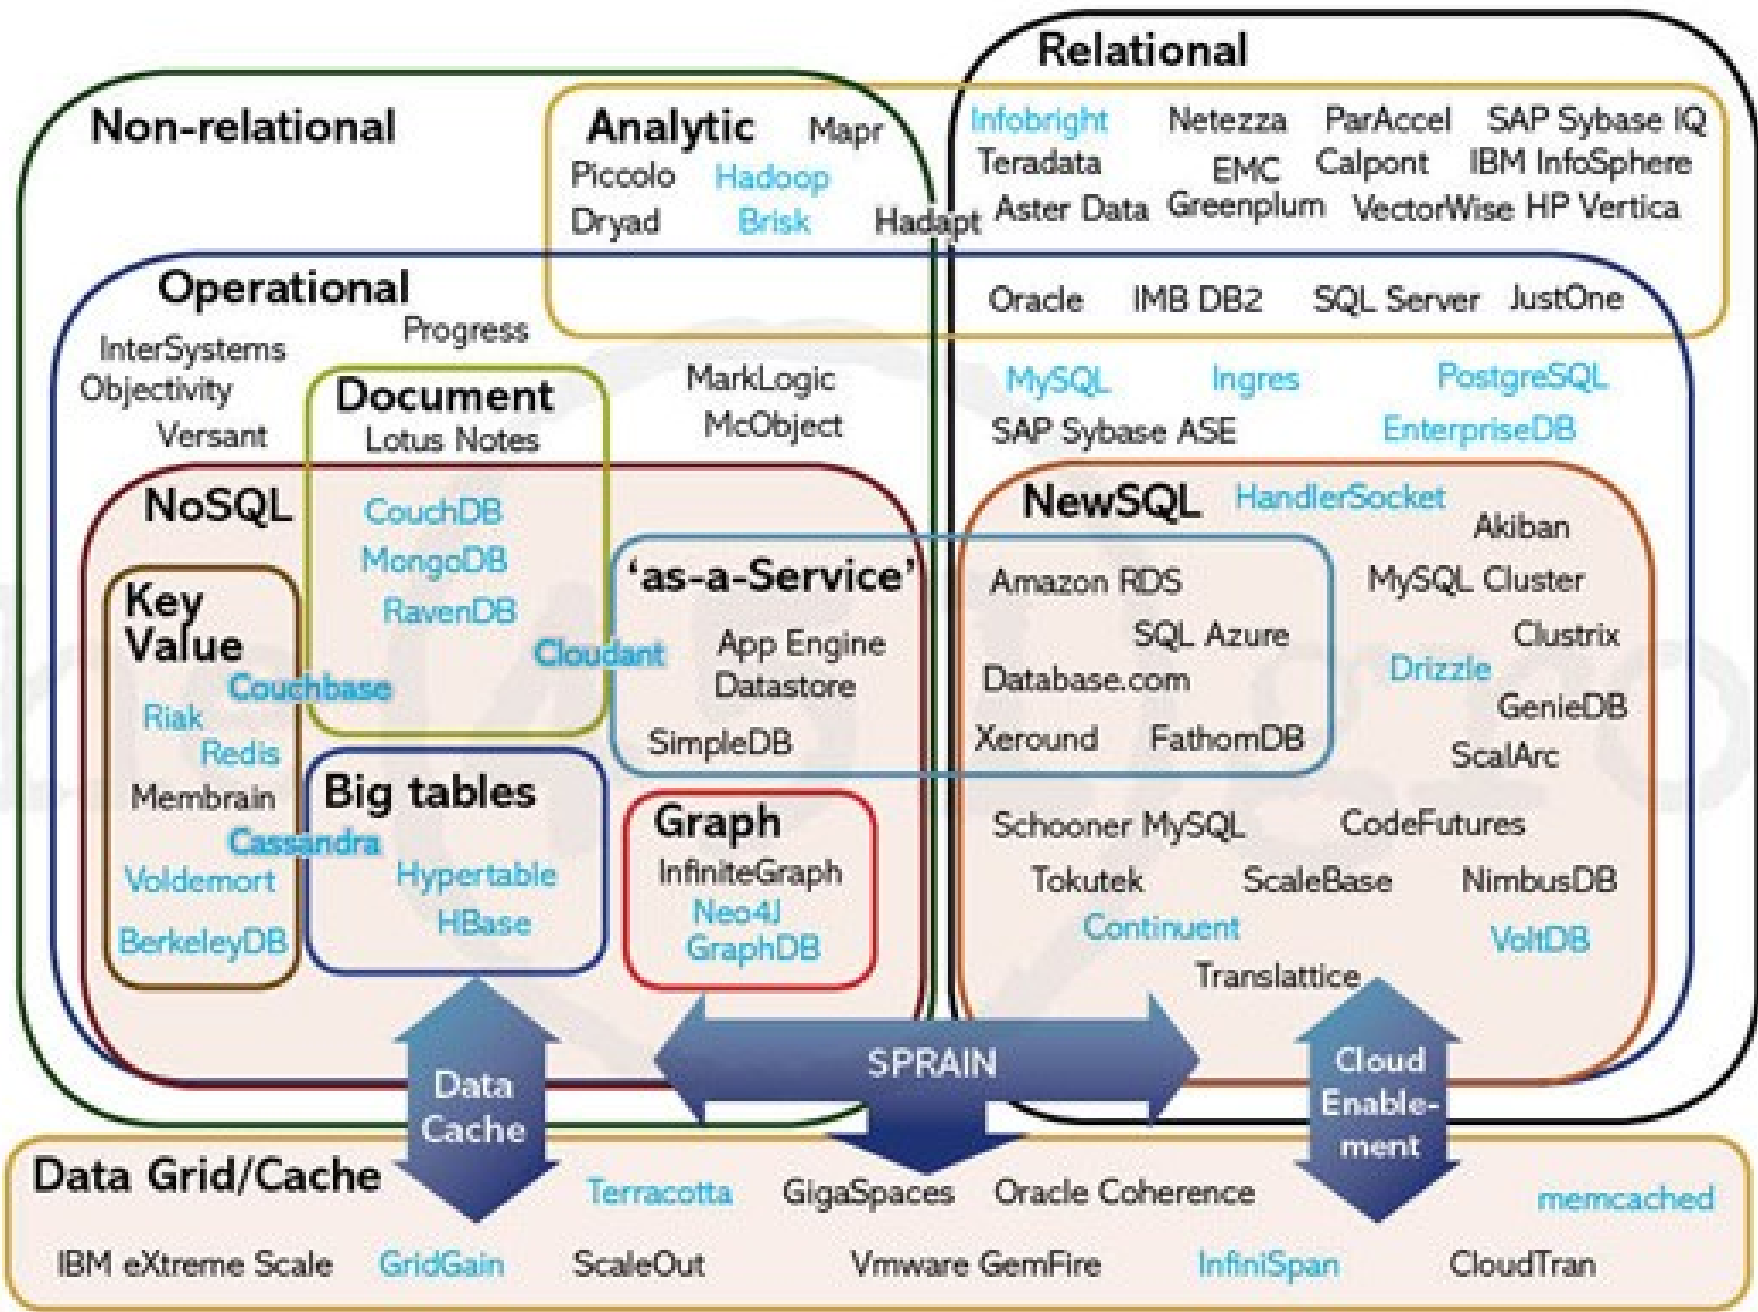 Relational
Non-relational
Analytic
Mapr
Piccolo
Hadoop
Dryad
Brisk
Hadapt
Infobright
Netezza
ParAccel
SAP Sybase IQ
Teradata
EMC
Calpont
IBM InfoSphere
Aster Data
Greenplum
VectorWise
HP Vertica
Operational
Progress
InterSystems
Objectivity
Versant
MarkLogic
McObject
Oracle
IMB DB2
SQL Server
JustOne
MySQL
Ingres
PostgreSQL
SAP Sybase ASE
EnterpriseDB
Document
Lotus Notes
CouchDB
MongoDB
RavenDB
Cloudant
NoSQL
Key
Value
Couchbase
Riak
Redis
Membrain
Cassandra
Voldemort
BerkeleyDB
Big tables
Hypertable
HBase
'as-a-Service'
App Engine
Datastore
SimpleDB
Graph
InfiniteGraph
Neo4J
GraphDB
NewSQL
HandlerSocket
Akiban
Amazon RDS
MySQL Cluster
SQL Azure
Clustrix
Database.com
Drizzle
GenieDB
Xeround
FathomDB
ScalArc
Schooner MySQL
CodeFutures
Tokutek
ScaleBase
NimbusDB
Continuent
VoltDB
Translattice
Data
Cache
SPRAIN
Cloud
Enable-
ment
Data Grid/Cache
Terracotta
GigaSpaces
Oracle Coherence
memcached
IBM eXtreme Scale
GridGain
ScaleOut
Vmware GemFire
InfiniSpan
CloudTran